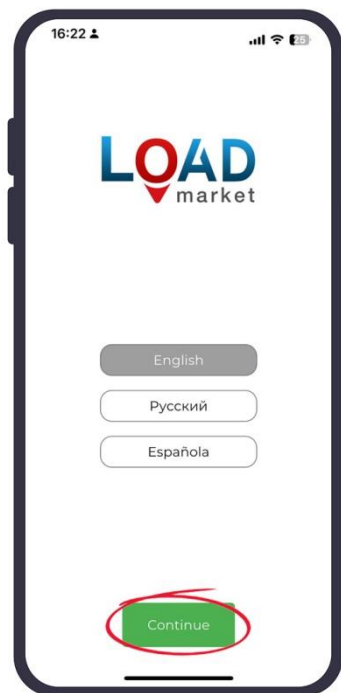 16:22
25
LOAD
market
English
Русский
Española
Continue